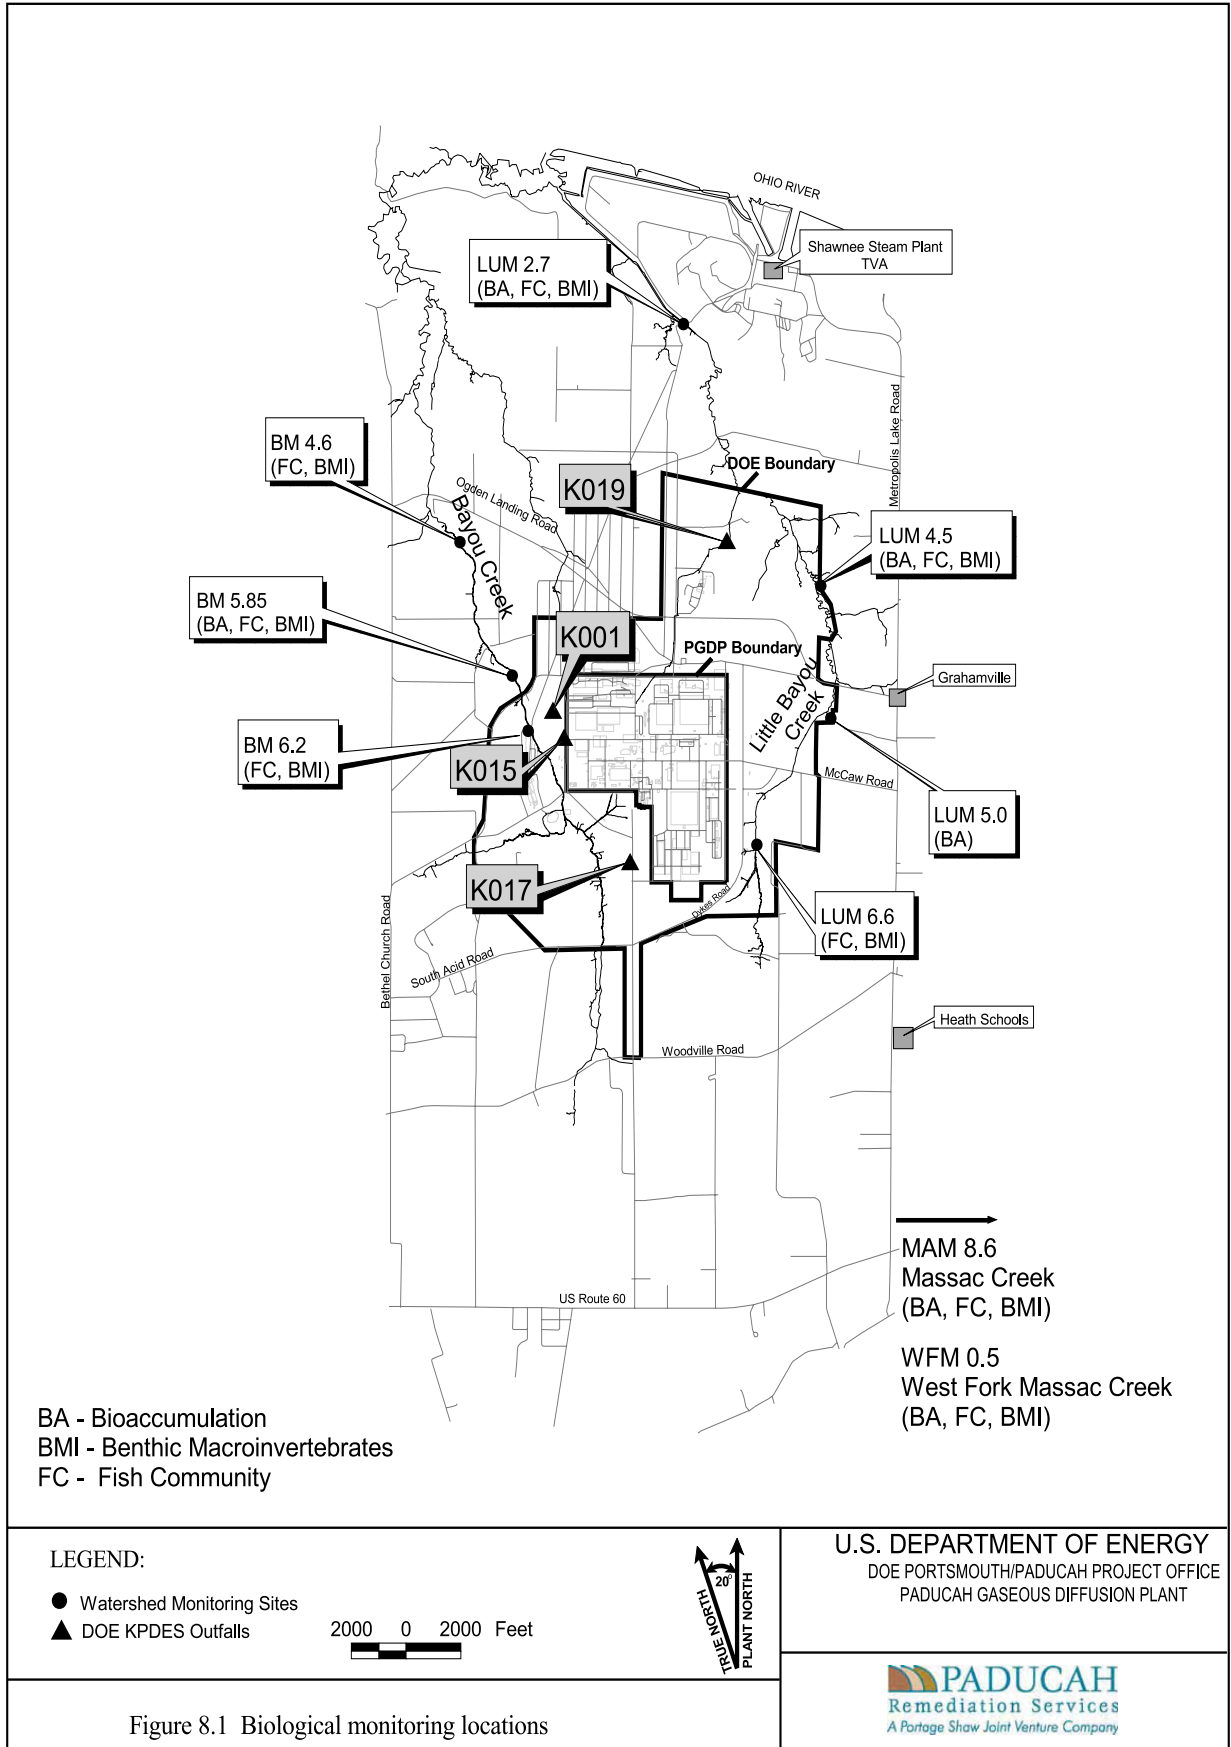 OHIO RIVER
Shawnee Steam Plant
TVA
LUM 2.7
(BA, FC, BMI)
Metropolis Lake Road
BM 4.6
(FC, BMI)
DOE Boundary
Ogden Landing Road
K019
Bayou Creek
LUM 4.5
(BA, FC, BMI)
BM 5.85
(BA, FC, BMI)
K001
PGDP Boundary
Grahamville
Little Bayou
Creek
BM 6.2
(FC, BMI)
K015
McCaw Road
LUM 5.0
(BA)
K017
Dykes Road
LUM 6.6
(FC, BMI)
Bethel Church Road
South Acid Road
Heath Schools
Woodville Road
MAM 8.6
Massac Creek
(BA, FC, BMI)
US Route 60
WFM 0.5
West Fork Massac Creek
(BA, FC, BMI)
BA - Bioaccumulation
BMI - Benthic Macroinvertebrates
FC - Fish Community
LEGEND:
Watershed Monitoring Sites
DOE KPDES Outfalls
2000 0 2000 Feet
20°
TRUE NORTH
PLANT NORTH
U.S. DEPARTMENT OF ENERGY
DOE PORTSMOUTH/PADUCAH PROJECT OFFICE
PADUCAH GASEOUS DIFFUSION PLANT
PADUCAH
Remediation Services
A Portage Shaw Joint Venture Company
Figure 8.1 Biological monitoring locations